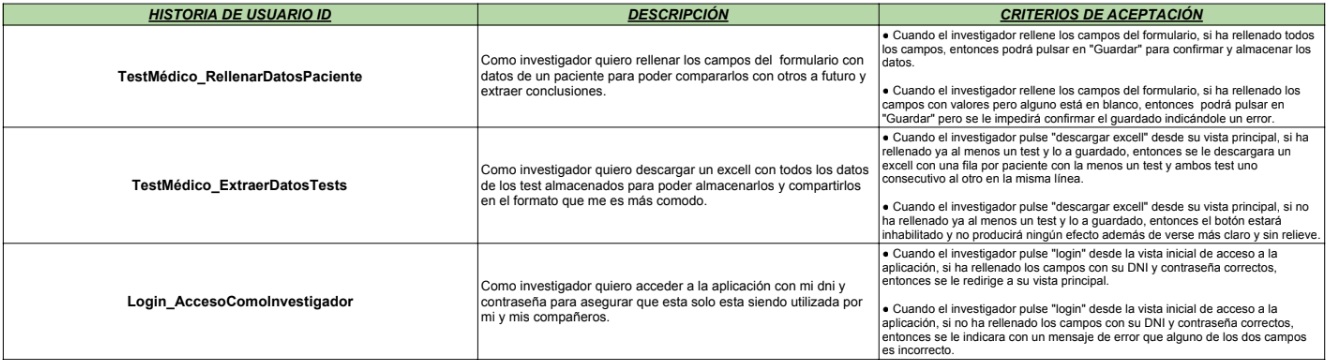 HISTORIA DE USUARIO ID
DESCRIPCIÓN
CRITERIOS DE ACEPTACIÓN
TestMédico_RellenarDatosPaciente
Como investigador quiero rellenar los campos del formulario con
datos de un paciente para poder compararlos con otros a futuro y
extraer conclusiones.
● Cuando el investigador rellene los campos del formulario, si ha rellenado todos
los campos, entonces podrá pulsar en "Guardar" para confirmar y almacenar los
datos.
● Cuando el investigador rellene los campos del formulario, si ha rellenado los
campos con valores pero alguno está en blanco, entonces podrá pulsar en
"Guardar" pero se le impedirá confirmar el guardado indicándole un error.
TestMédico_ExtraerDatosTests
Como investigador quiero descargar un excell con todos los datos
de los test almacenados para poder almacenarlos y compartirlos
en el formato que me es más comodo.
● Cuando el investigador pulse "descargar excell" desde su vista principal, si ha
rellenado ya al menos un test y lo a guardado, entonces se le descargara un
excell con una fila por paciente con la menos un test y ambos test uno
consecutivo al otro en la misma línea.
● Cuando el investigador pulse "descargar excell" desde su vista principal, si no
ha rellenado ya al menos un test y lo a guardado, entonces el botón estará
inhabilitado y no producirá ningún efecto además de verse más claro y sin relieve.
Login_AccesoComoInvestigador
Como investigador quiero acceder a la aplicación con mi dni y
contraseña para asegurar que esta solo esta siendo utilizada por
mi y mis compañeros.
● Cuando el investigador pulse "login" desde la vista inicial de acceso a la
aplicación, si ha rellenado los campos con su DNI y contraseña correctos,
entonces se le redirige a su vista principal.
● Cuando el investigador pulse "login" desde la vista inicial de acceso a la
aplicación, si no ha rellenado los campos con su DNI y contraseña correctos,
entonces se le indicara con un mensaje de error que alguno de los dos campos
es incorrecto.